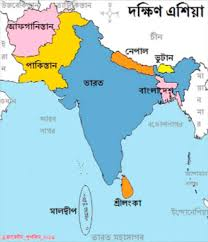 দক্ষিণ এশিয়া
আফগানিস্তান
চীন
পাকিস্তান
নেপাল
ভুটান
ভারত
বাংলাদেশ
মালদ্বীপ
শ্রীলংকা
ভারত মহাসাগর